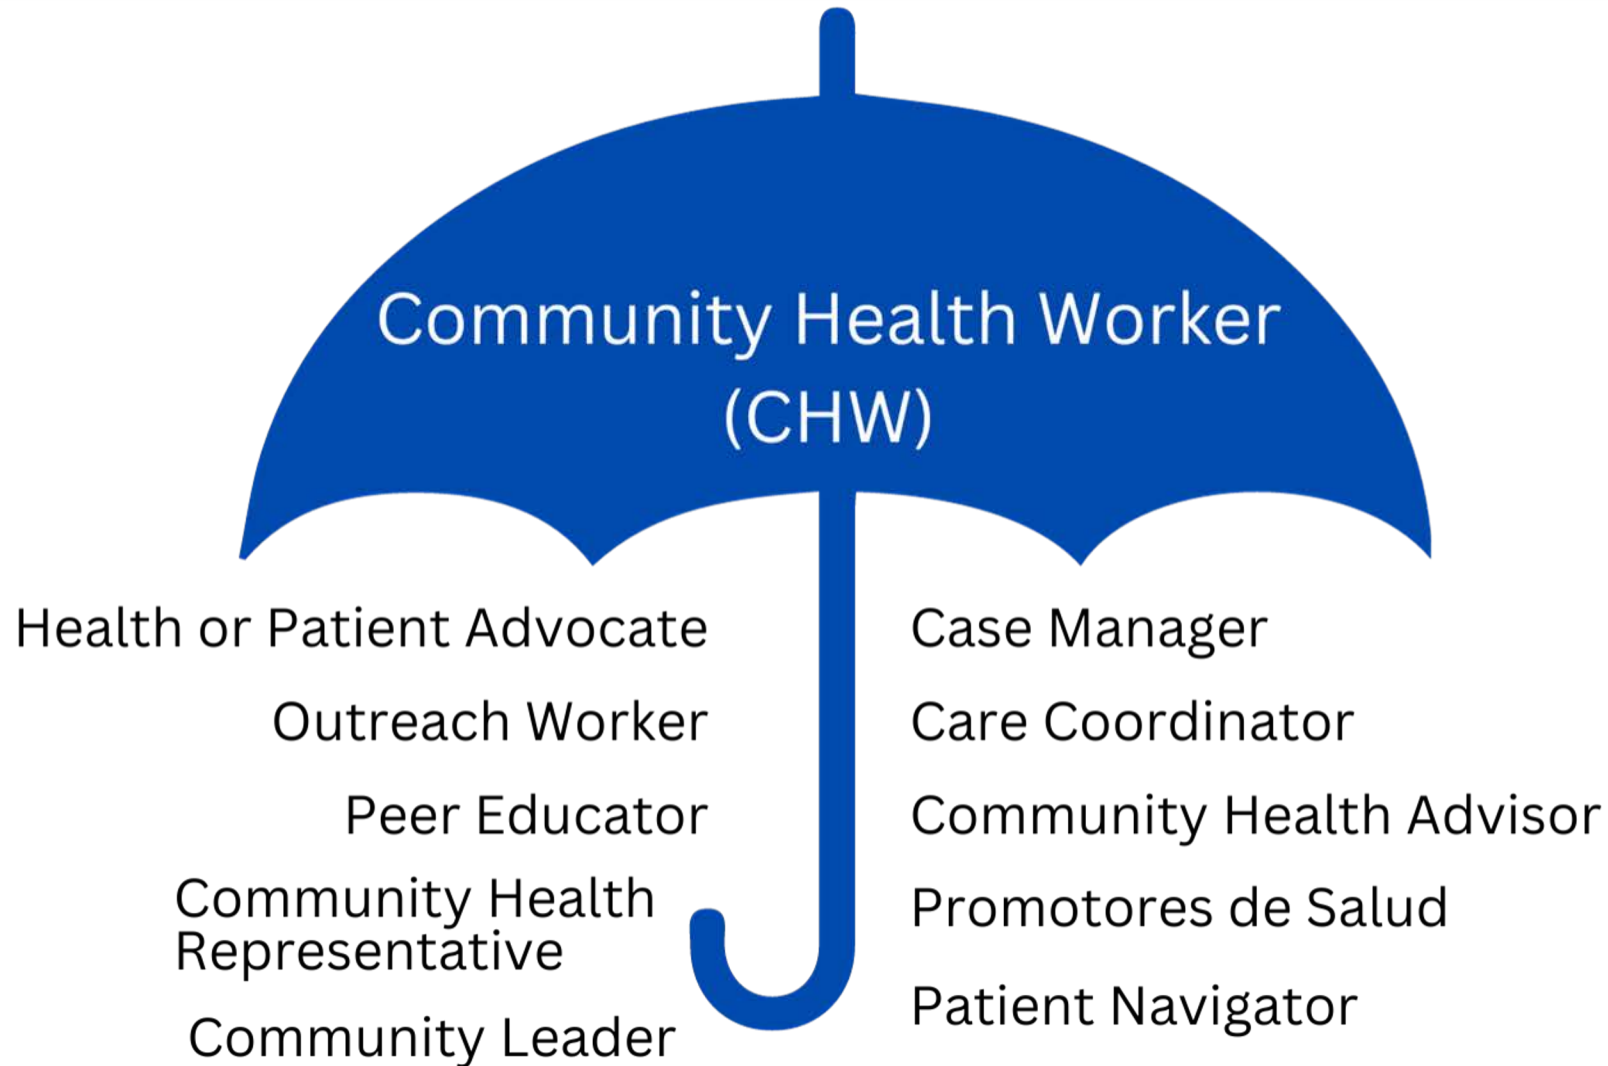 Community Health Worker
(CHW)
Health or Patient Advocate
Outreach Worker
Peer Educator
Community Health
Representative
Community Leader
Case Manager
Care Coordinator
Community Health Advisor
Promotores de Salud
Patient Navigator